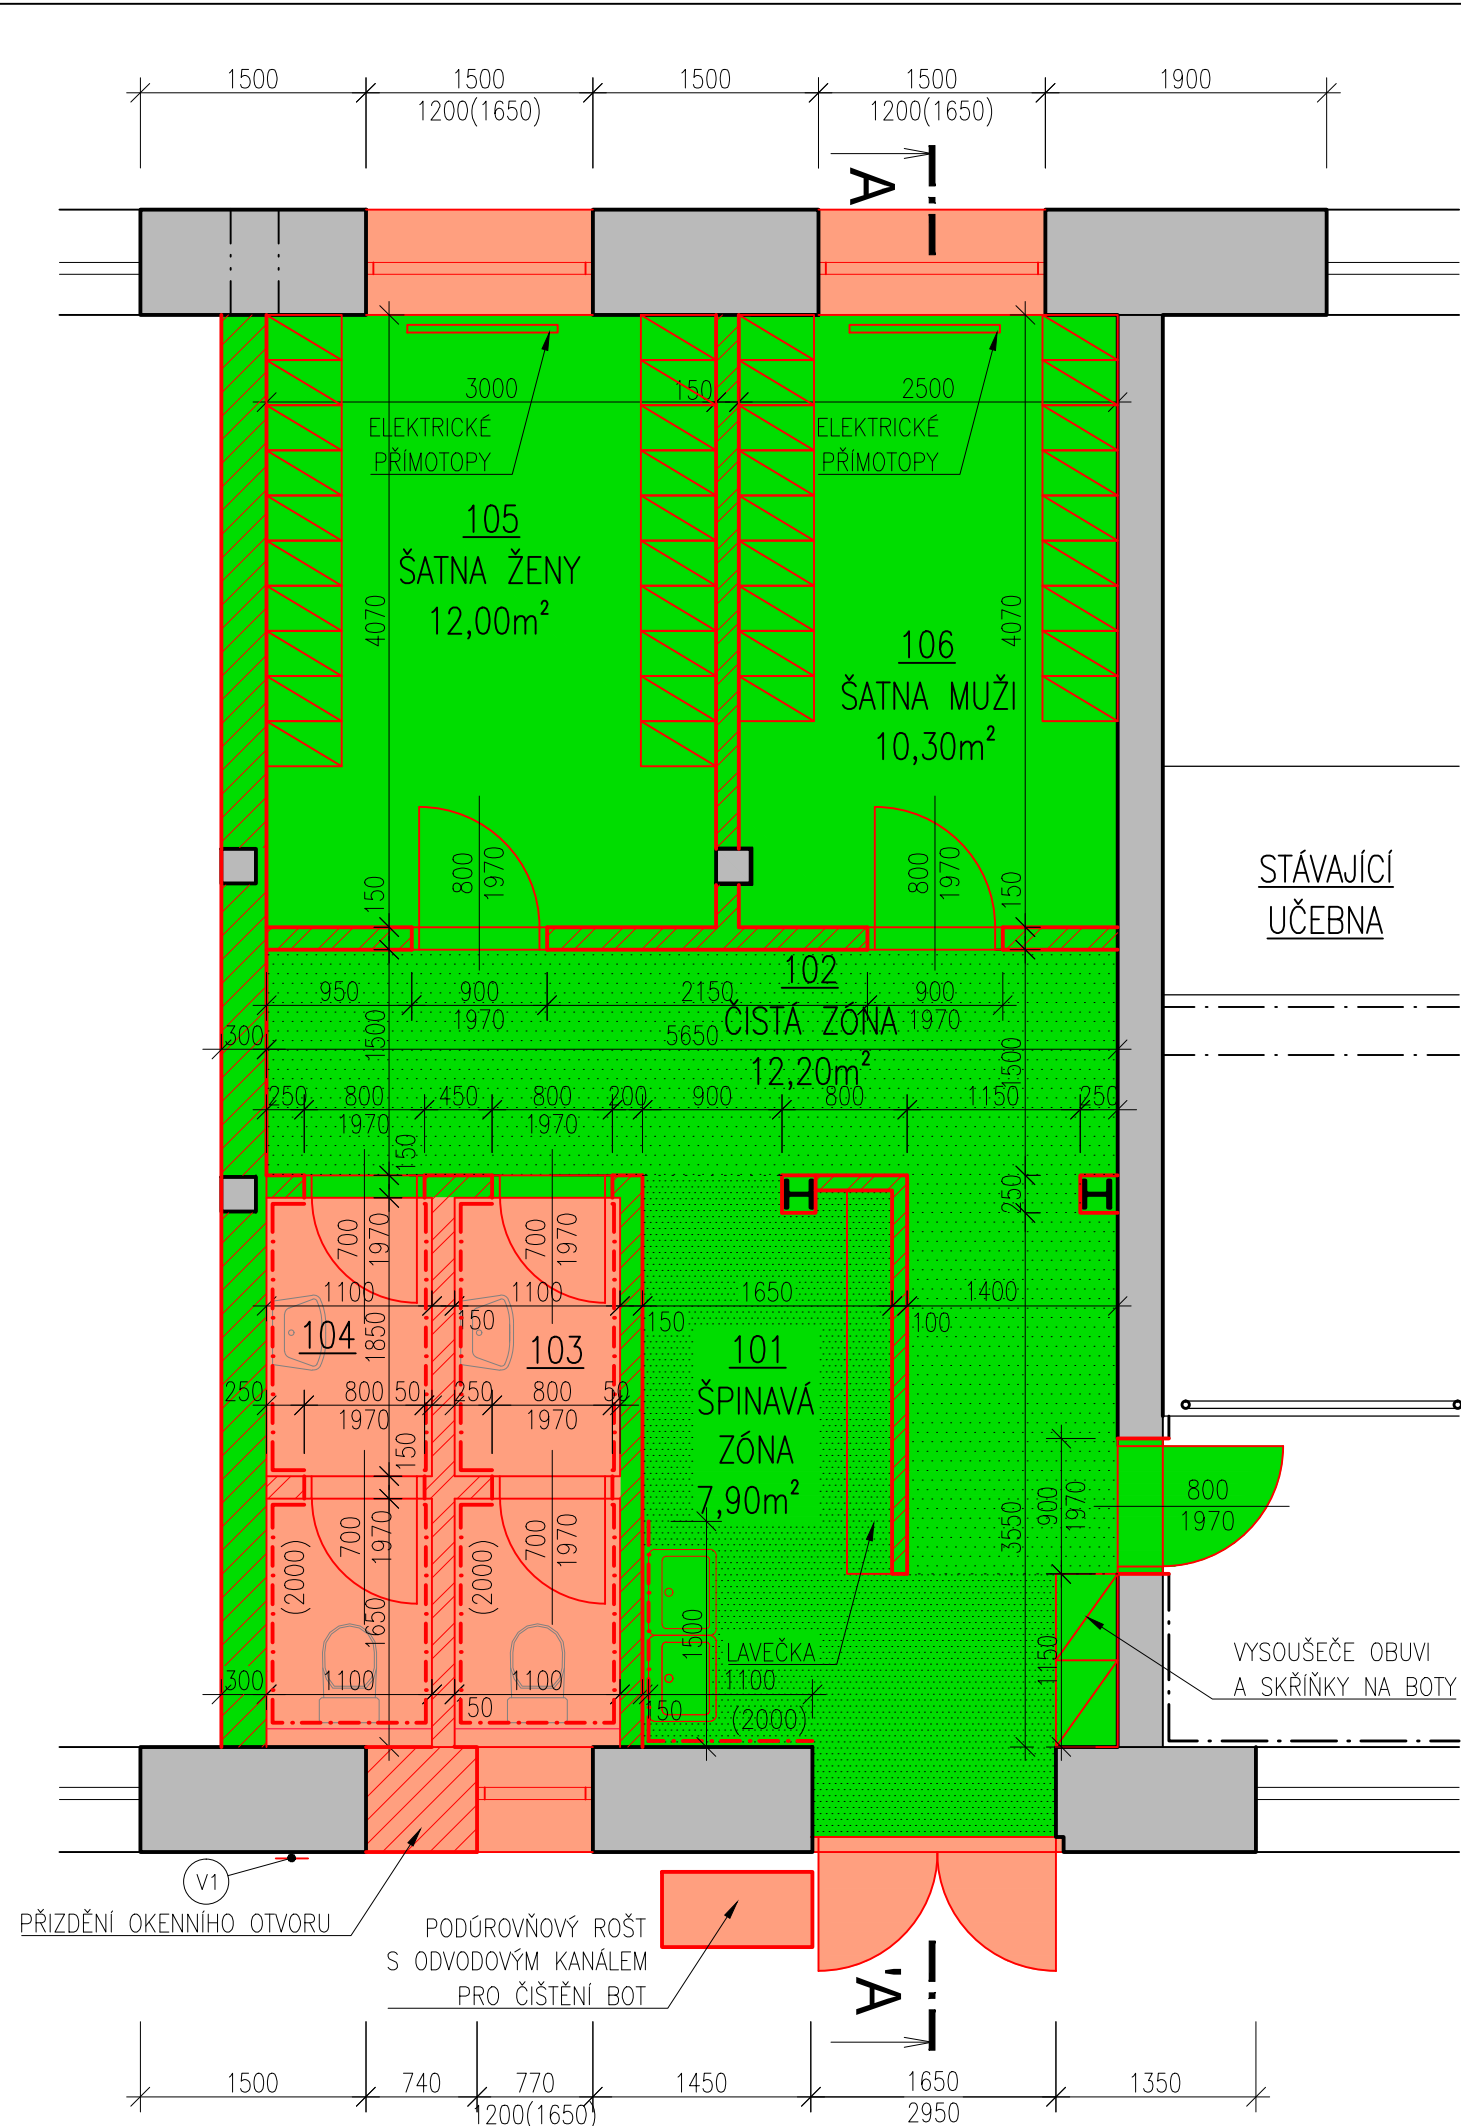 1500 1500 1500 1500 1900
1200(1650) 1200(1650)
A
3000 150 2500
ELEKTRICKÉ
PŘÍMOTOPY
ELEKTRICKÉ
PŘÍMOTOPY
105
ŠATNA ŽENY
12,00m²
4070
106
ŠATNA MUŽI
10,30m²
4070
STÁVAJÍCÍ
UČEBNA
800
1970
800
1970
150
150
102
ČISTÁ ZÓNA
12,20m²
950 900 2150 900
1970 1970
300 5650
1500
1500
250 800 450 800 200 900 800 1150 250
1970 1970
150
250
700
1970
700
1970
1100 1100 1650 1400
150 150 100
104
103
1850
101
ŠPINAVÁ
ZÓNA
7,90m²
250 800 50 250 800 50
1970 1970
150
700
1970
700
1970
(2000)
(2000)
1650
3550
900
1970
800
1970
1500
1150
LAVEČKA
VYSOUŠEČE OBUVI
A SKŘÍŇKY NA BOTY
300 1100 1100 1100
50 150 (2000)
V1
PŘIZDĚNÍ OKENNÍHO OTVORU
PODÚROVŇOVÝ ROŠT
S ODVODOVÝM KANÁLEM
PRO ČIŠTĚNÍ BOT
A'
1500 740 770 1450 1650 1350
1200(1650) 2950